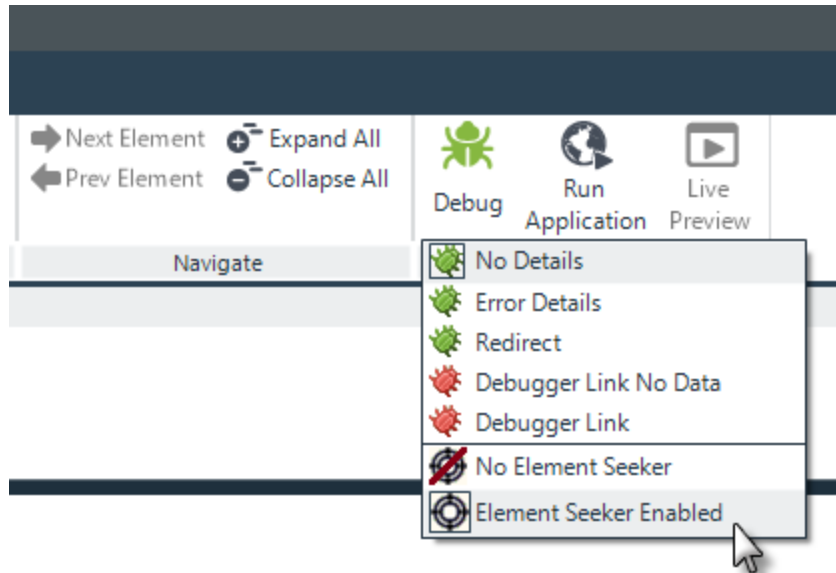 Next Element
Expand All
Prev Element
Collapse All
Debug
Run
Application
Live
Preview
Navigate
No Details
Error Details
Redirect
Debugger Link No Data
Debugger Link
No Element Seeker
Element Seeker Enabled